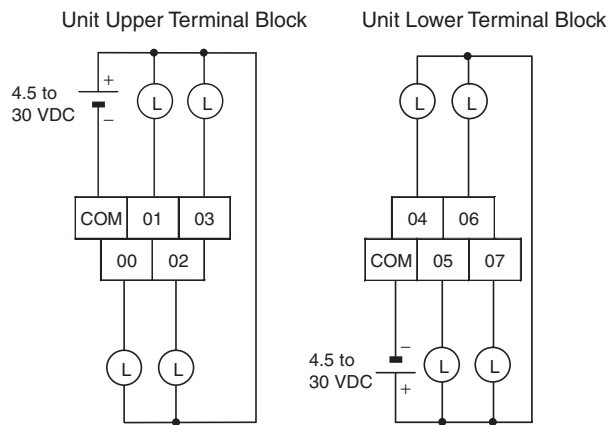 Unit Upper Terminal Block
+
4.5 to
30 VDC
−
L
L
COM 01 03
00 02
L
L
Unit Lower Terminal Block
L
L
04 06
COM 05 07
4.5 to
30 VDC
−
+
L
L